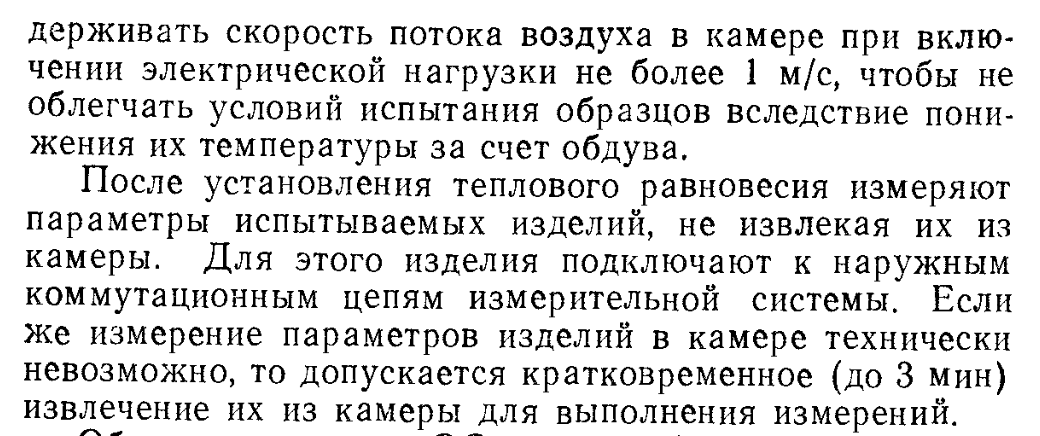 держивать скорость потока воздуха в камере при вклю-
чении электрической нагрузки не более 1 м/с, чтобы не
облегчать условий испытания образцов вследствие пони-
жения их температуры за счет обдува.
После установления теплового равновесия измеряют
параметры испытываемых изделий, не извлекая их из
камеры. Для этого изделия подключают к наружным
коммутационным цепям измерительной системы. Если
же измерение параметров изделий в камере технически
невозможно, то допускается кратковременное (до 3 мин)
извлечение их из камеры для выполнения измерений.